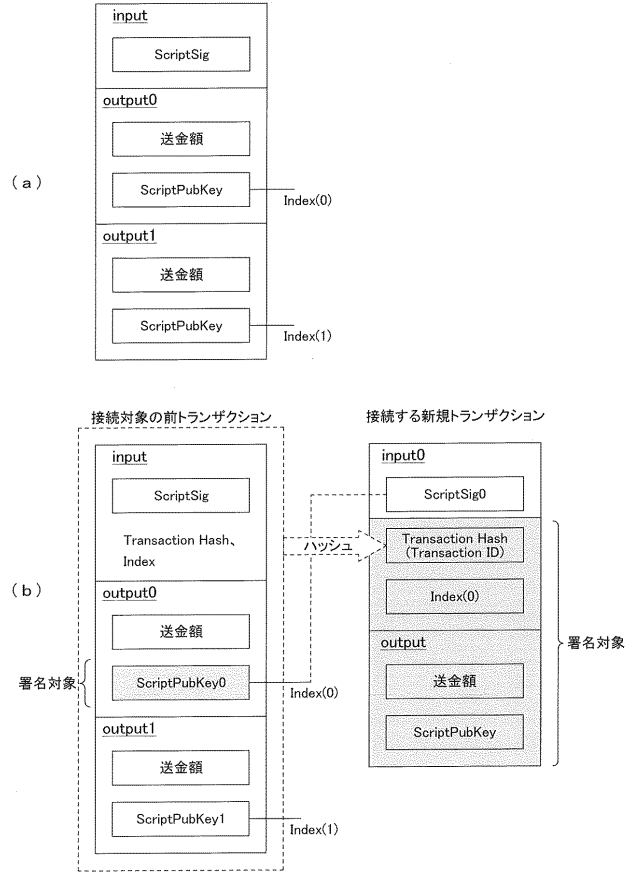 (a)
input
ScriptSig
output0
送金額
ScriptPubKey
Index(0)
output1
送金額
ScriptPubKey
Index(1)
(b)
接続対象の前トランザクション
input
ScriptSig
Transaction Hash、
Index
output0
送金額
署名対象
ScriptPubKey0
Index(0)
output1
送金額
ScriptPubKey1
Index(1)
ハッシュ
接続する新規トランザクション
input0
ScriptSig0
Transaction Hash
(Transaction ID)
Index(0)
output
送金額
ScriptPubKey
署名対象